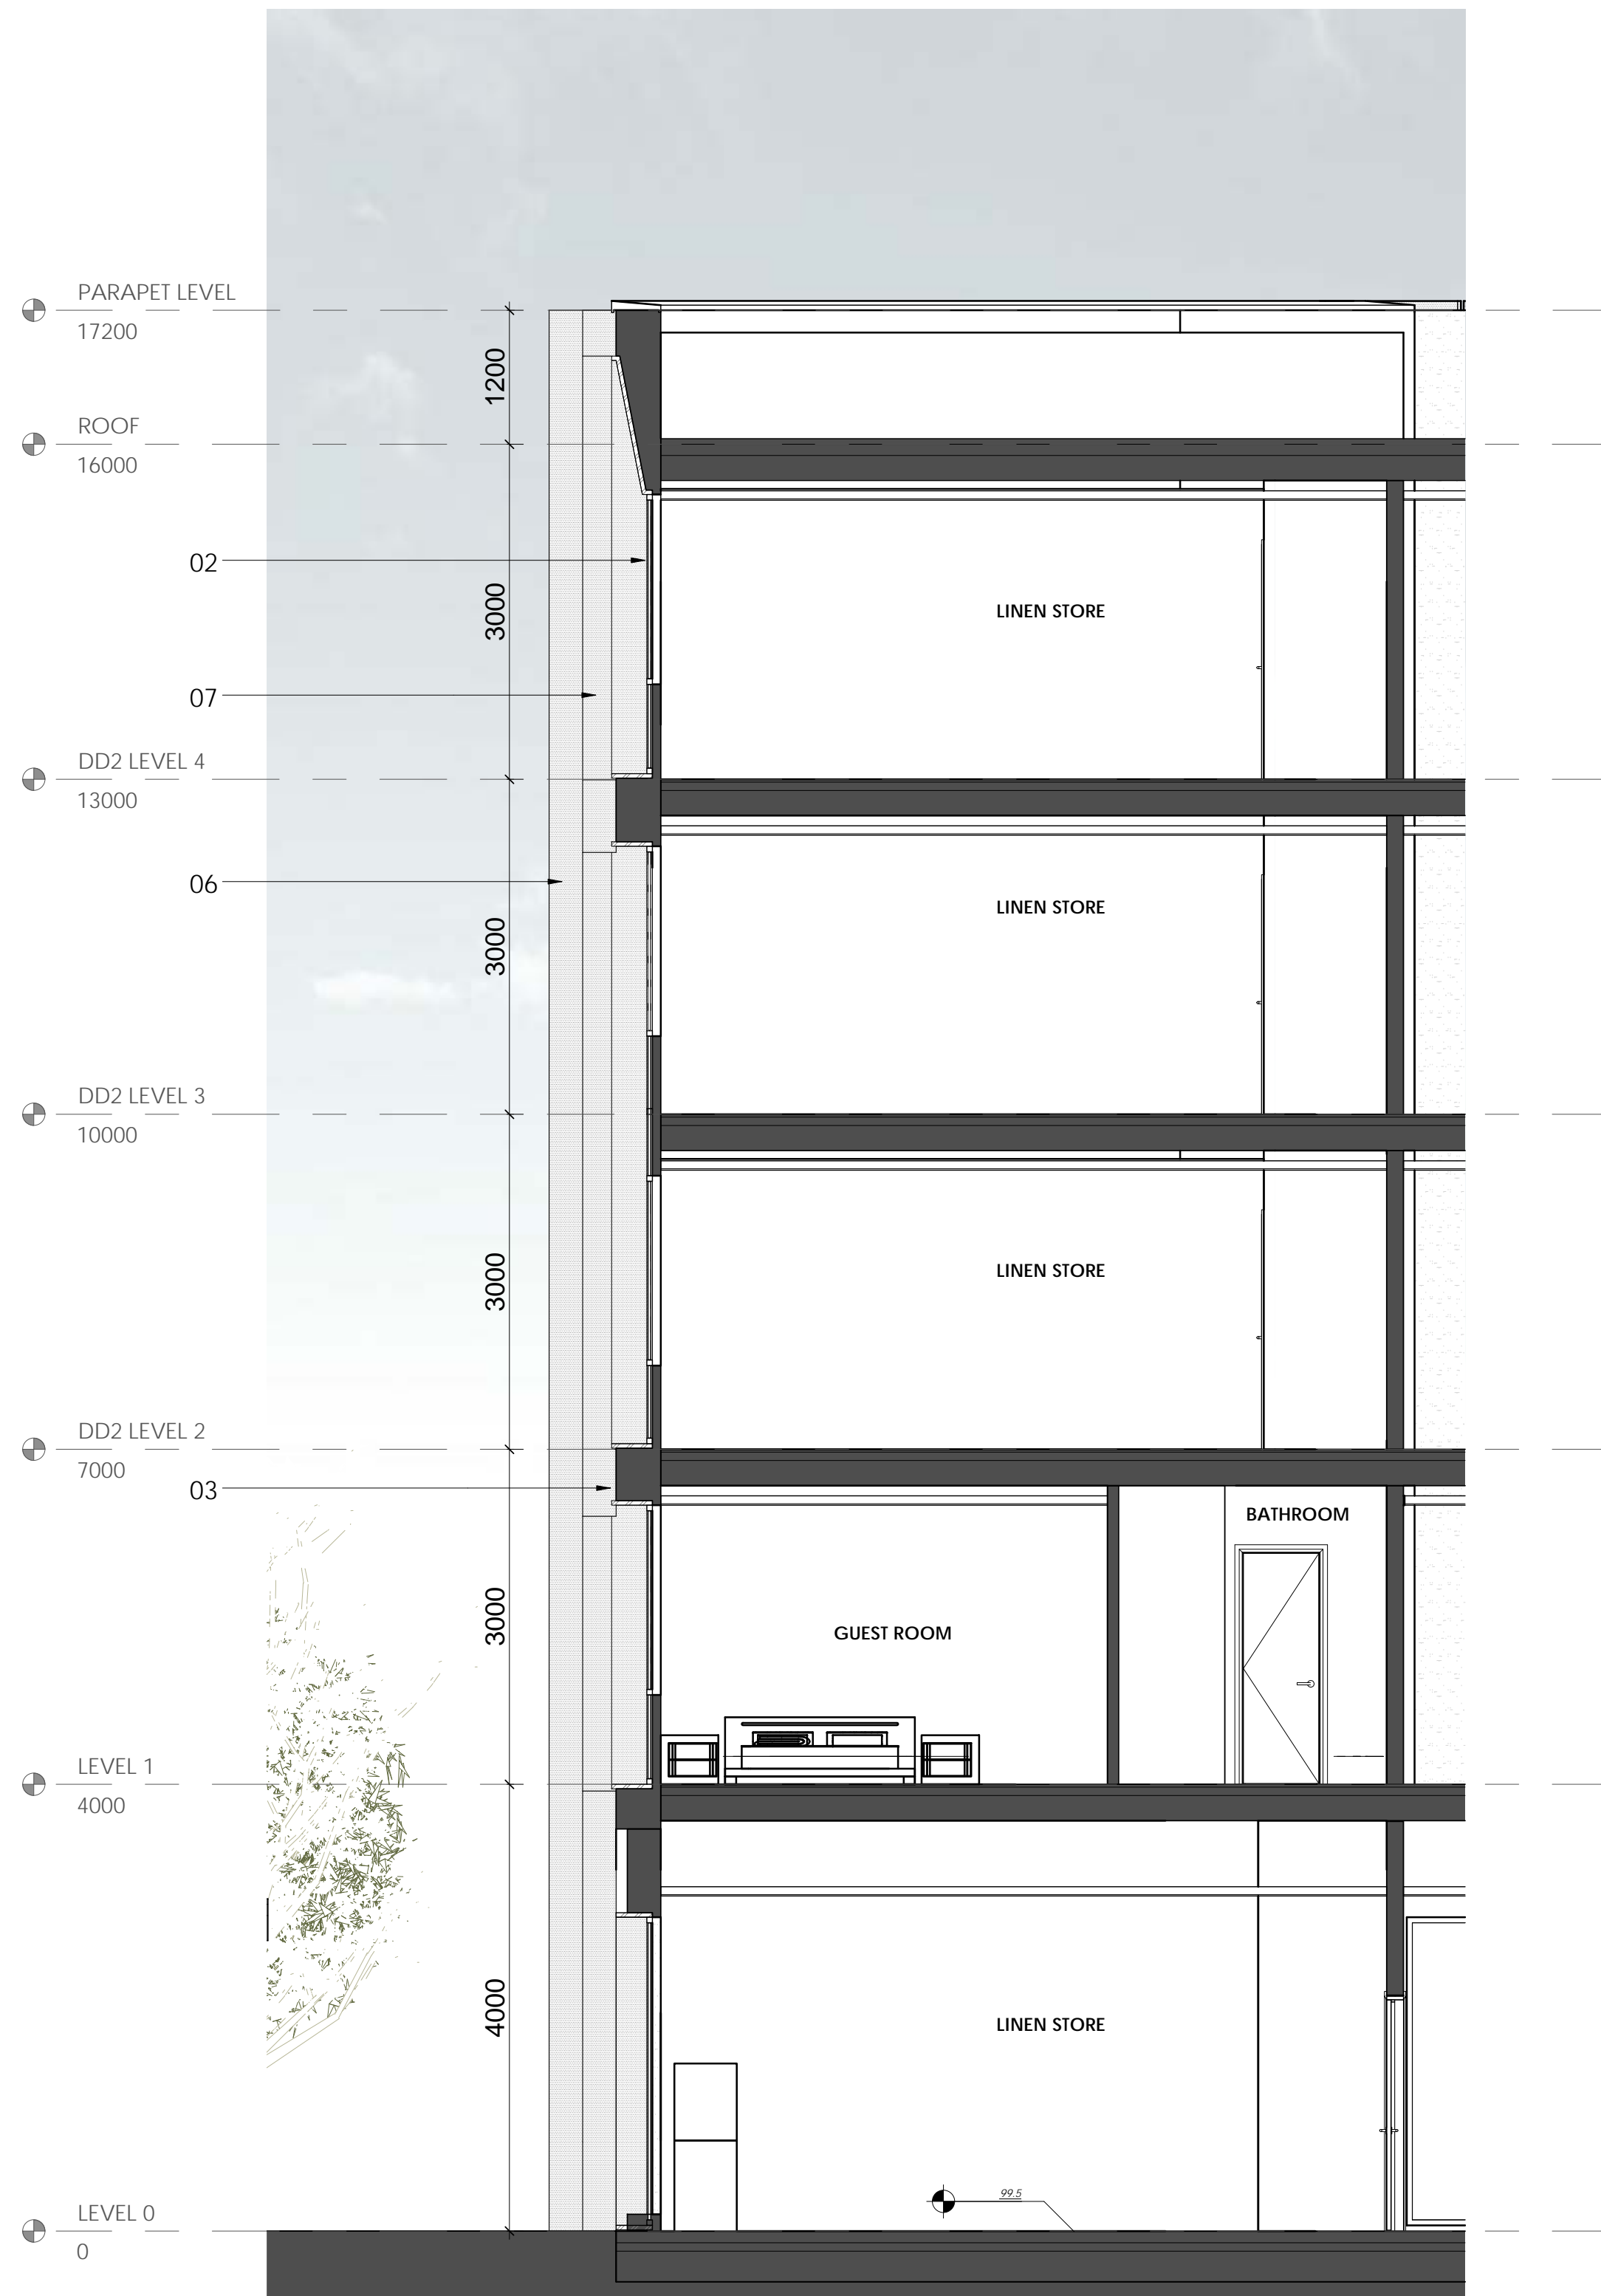 PARAPET LEVEL
17200
1200
ROOF
16000
02
3000
LINEN STORE
07
DD2 LEVEL 4
13000
06
LINEN STORE
3000
DD2 LEVEL 3
10000
LINEN STORE
3000
DD2 LEVEL 2
7000
03
BATHROOM
3000
GUEST ROOM
LEVEL 1
4000
4000
LINEN STORE
99.5
LEVEL 0
0